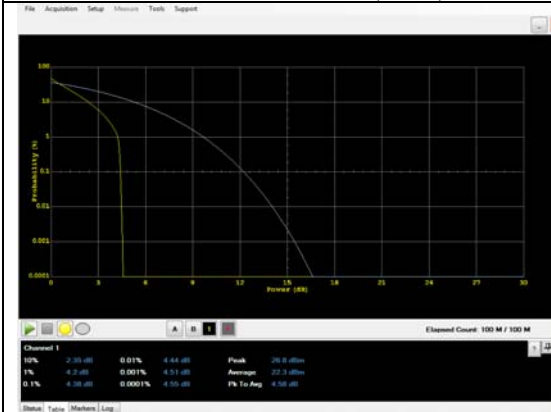 File Acquisition Setup Measure Tools Support
100
10
1
0.1
0.01
0.001
0.0001
Probability (%)
0 3 6 9 12 15 18 21 24 27 30
Power (dB)
A B 1
Elapsed Count: 100 M / 100 M
Channel 1
10% 2.35 dB 0.01% 4.44 dB Peak 26.8 dBm
1% 4.2 dB 0.001% 4.51 dB Average 22.3 dBm
0.1% 4.38 dB 0.0001% 4.55 dB Pk To Avg 4.58 dB
Status Table Markers Log